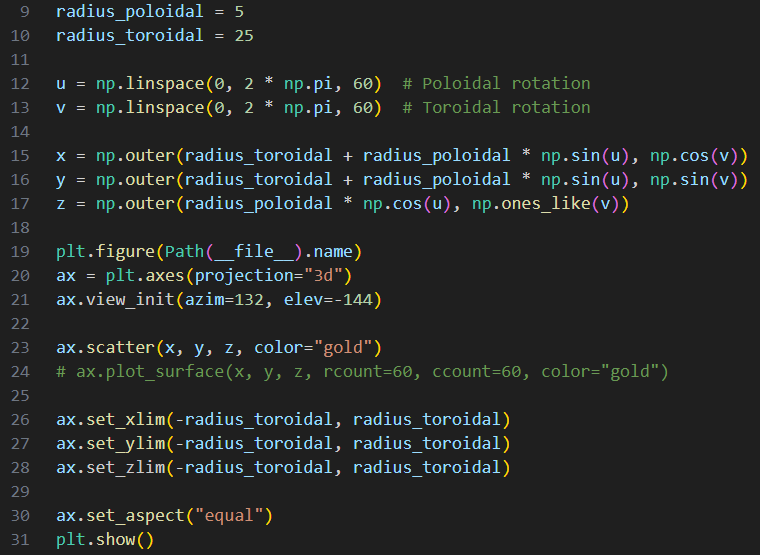 9 radius_poloidal = 5
10 radius_toroidal = 25
11
12 u = np.linspace(0, 2 * np.pi, 60)  # Poloidal rotation
13 v = np.linspace(0, 2 * np.pi, 60)  # Toroidal rotation
14
15 x = np.outer(radius_toroidal + radius_poloidal * np.sin(u), np.cos(v))
16 y = np.outer(radius_toroidal + radius_poloidal * np.sin(u), np.sin(v))
17 z = np.outer(radius_poloidal * np.cos(u), np.ones_like(v))
18
19 plt.figure(Path(__file__).name)
20 ax = plt.axes(projection="3d")
21 ax.view_init(azim=132, elev=-144)
22
23 ax.scatter(x, y, z, color="gold")
24 # ax.plot_surface(x, y, z, rcount=60, ccount=60, color="gold")
25
26 ax.set_xlim(-radius_toroidal, radius_toroidal)
27 ax.set_ylim(-radius_toroidal, radius_toroidal)
28 ax.set_zlim(-radius_toroidal, radius_toroidal)
29
30 ax.set_aspect("equal")
31 plt.show()